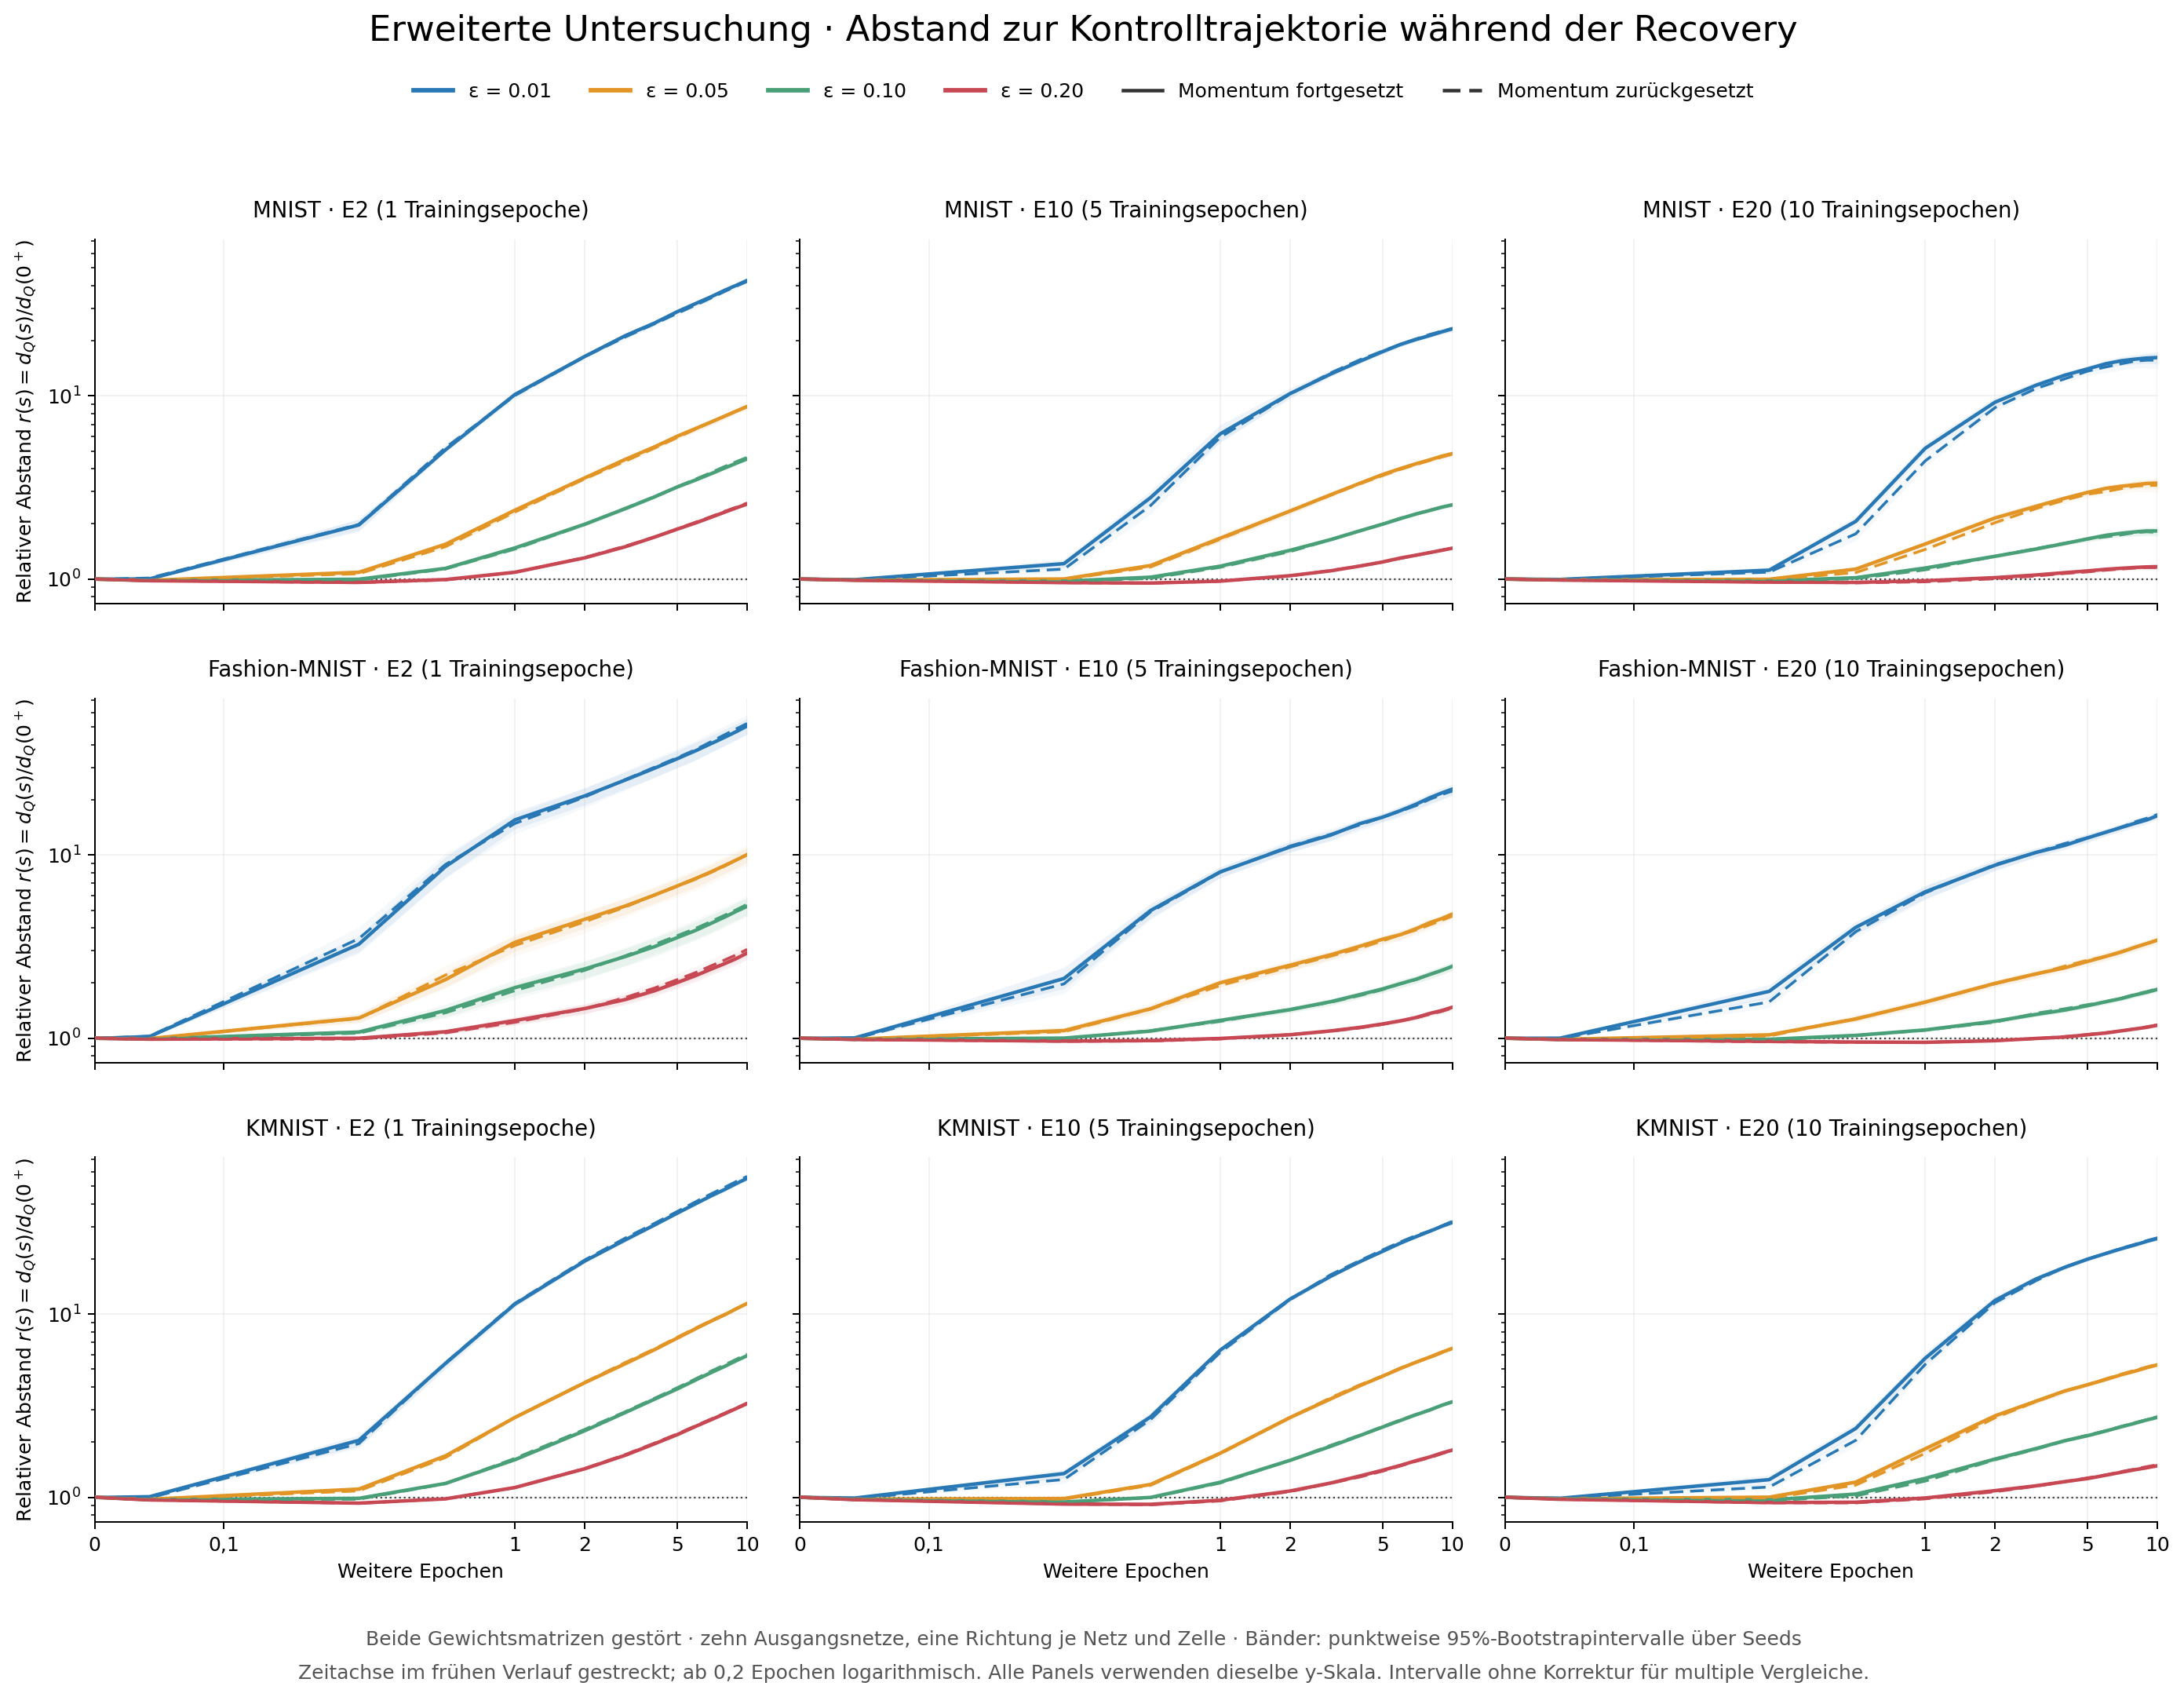 Erweiterte Untersuchung · Abstand zur Kontrolltrajektorie während der Recovery
ε = 0.01 ε = 0.05 ε = 0.10 ε = 0.20 Momentum fortgesetzt Momentum zurückgesetzt
MNIST · E2 (1 Trainingsepoche)
MNIST · E10 (5 Trainingsepochen)
MNIST · E20 (10 Trainingsepochen)
Relativer Abstand r(s) = d_Q(s)/d_Q(0⁺)
10¹
10⁰
Fashion-MNIST · E2 (1 Trainingsepoche)
Fashion-MNIST · E10 (5 Trainingsepochen)
Fashion-MNIST · E20 (10 Trainingsepochen)
Relativer Abstand r(s) = d_Q(s)/d_Q(0⁺)
10¹
10⁰
KMNIST · E2 (1 Trainingsepoche)
KMNIST · E10 (5 Trainingsepochen)
KMNIST · E20 (10 Trainingsepochen)
Relativer Abstand r(s) = d_Q(s)/d_Q(0⁺)
10¹
10⁰
0 0,1 1 2 5 10
0 0,1 1 2 5 10
0 0,1 1 2 5 10
Weitere Epochen
Weitere Epochen
Weitere Epochen
Beide Gewichtsmatrizen gestört · zehn Ausgangsnetze, eine Richtung je Netz und Zelle · Bänder: punktweise 95%-Bootstrapintervalle über Seeds
Zeitachse im frühen Verlauf gestreckt; ab 0,2 Epochen logarithmisch. Alle Panels verwenden dieselbe y-Skala. Intervalle ohne Korrektur für multiple Vergleiche.